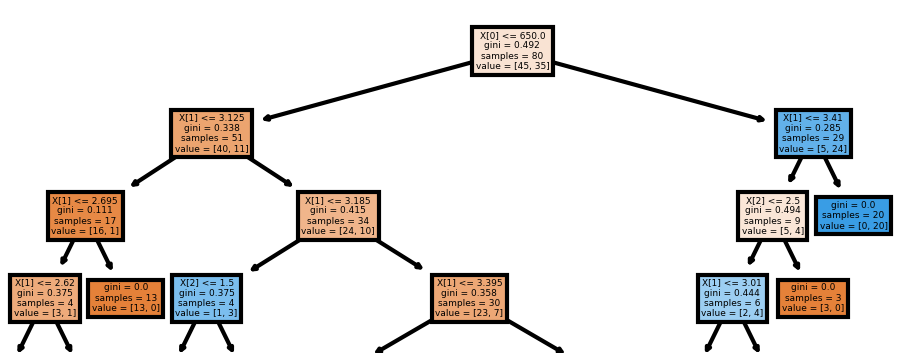 X[0] <= 650.0
gini = 0.492
samples = 80
value = [45, 35]
X[1] <= 3.125
gini = 0.338
samples = 51
value = [40, 11]
X[1] <= 3.41
gini = 0.285
samples = 29
value = [5, 24]
X[1] <= 2.695
gini = 0.111
samples = 17
value = [16, 1]
X[1] <= 3.185
gini = 0.415
samples = 34
value = [24, 10]
X[2] <= 2.5
gini = 0.494
samples = 9
value = [5, 4]
gini = 0.0
samples = 20
value = [0, 20]
X[1] <= 2.62
gini = 0.375
samples = 4
value = [3, 1]
gini = 0.0
samples = 13
value = [13, 0]
X[2] <= 1.5
gini = 0.375
samples = 4
value = [1, 3]
X[1] <= 3.395
gini = 0.358
samples = 30
value = [23, 7]
X[1] <= 3.01
gini = 0.444
samples = 6
value = [2, 4]
gini = 0.0
samples = 3
value = [3, 0]